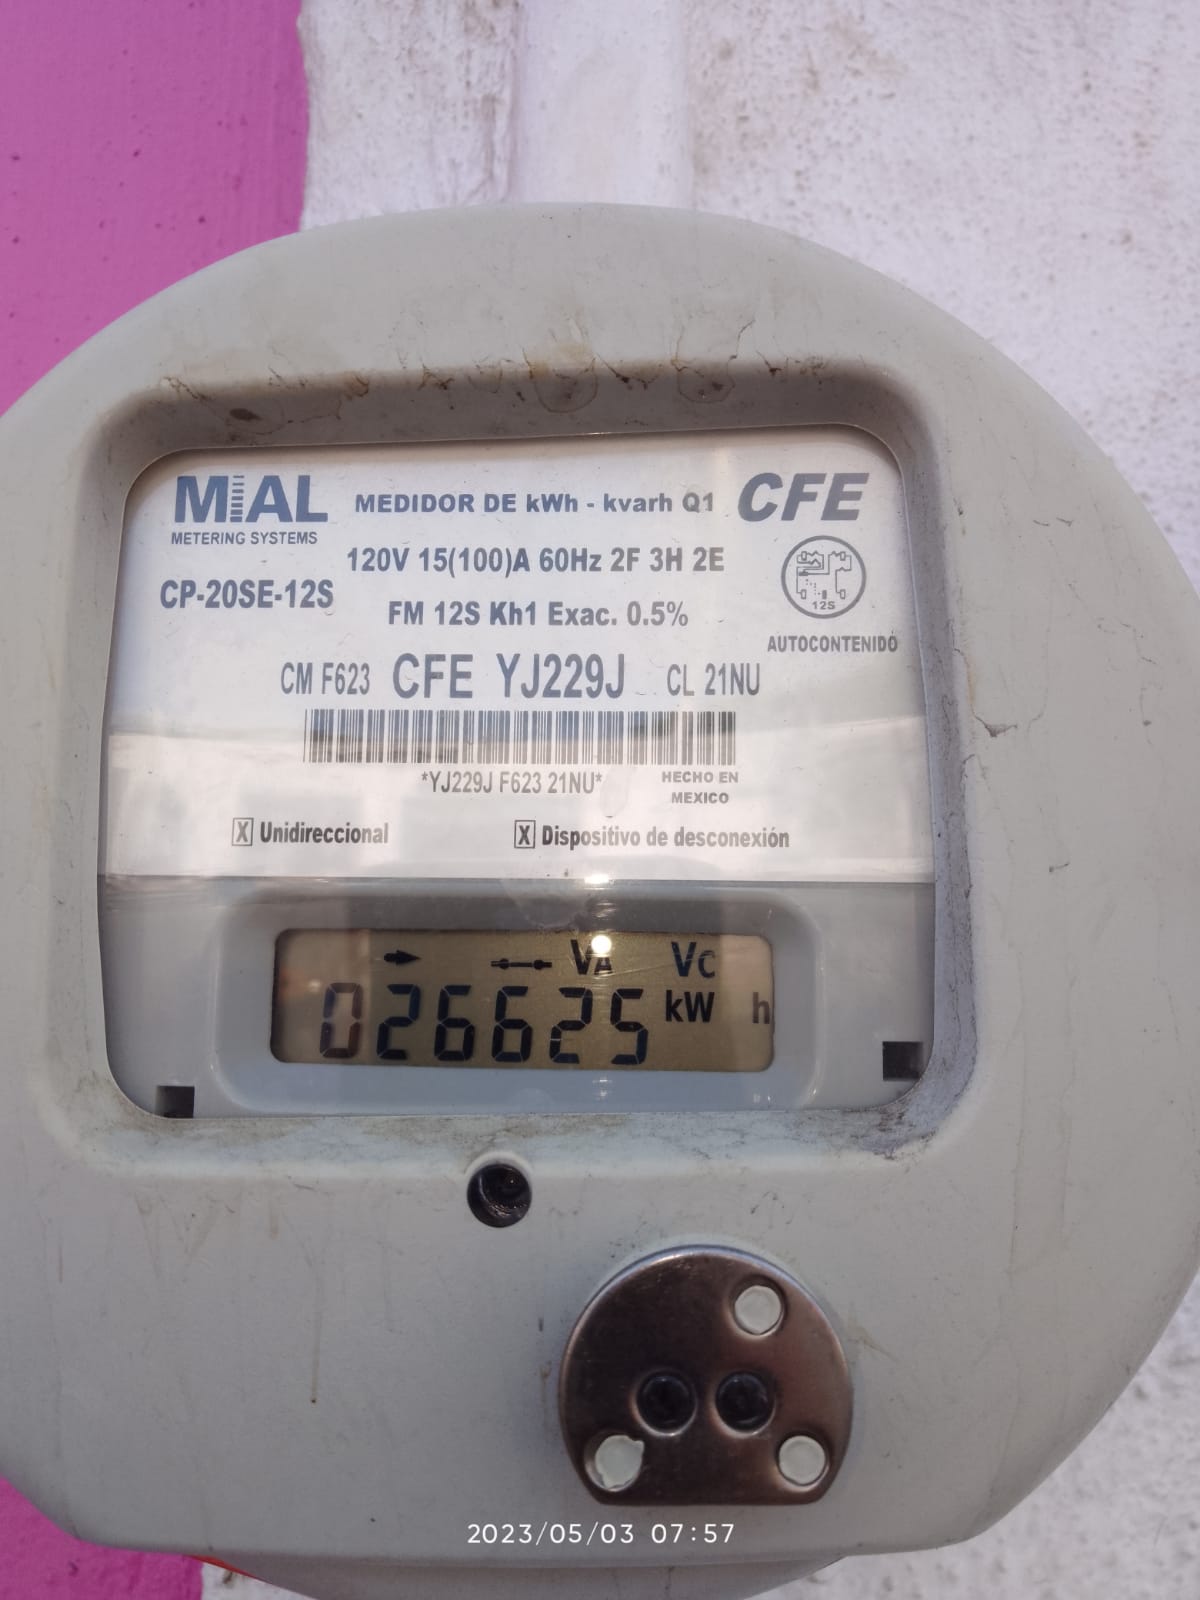 MIAL
METERING SYSTEMS
MEDIDOR DE kWh - kvarh Q1
CFE
120V 15(100)A 60Hz 2F 3H 2E
CP-20SE-12S
FM 12S Kh1 Exac. 0.5%
12S
AUTOCONTENIDO
CM F623 CFE YJ229J CL 21NU
*YJ229J F623 21NU*
HECHO EN
MEXICO
X Unidireccional
X Dispositivo de desconexión
VA Vc
026625 kW h
2023/05/03 07:57